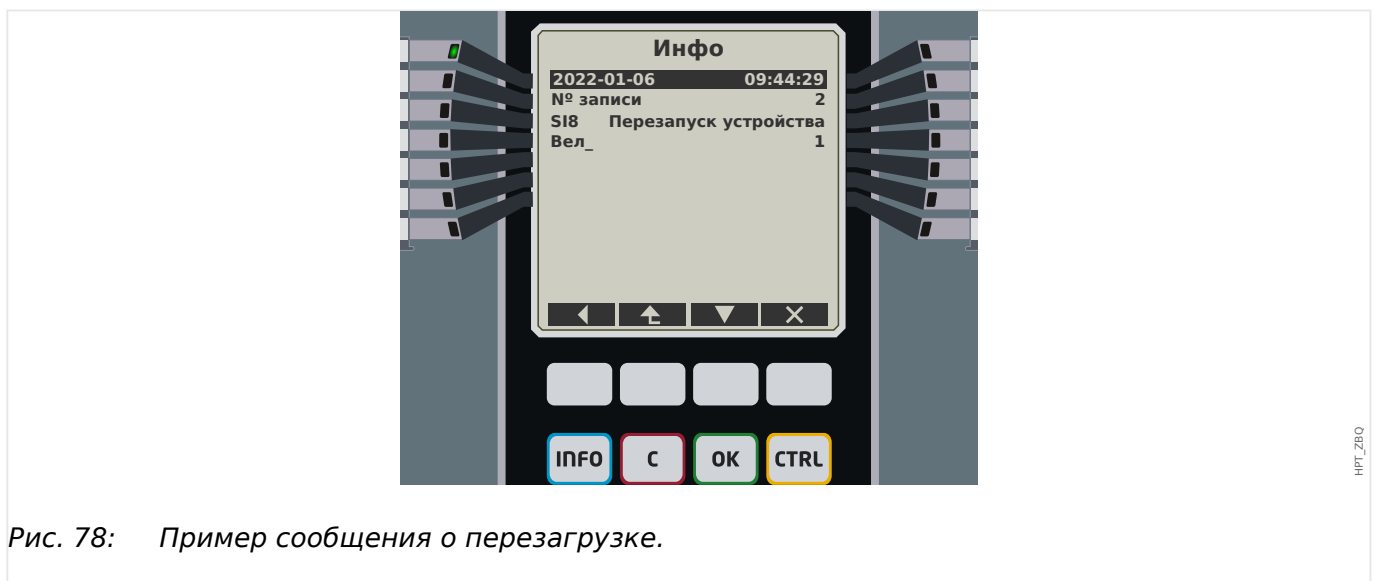 Инфо
2022-01-06 09:44:29
№ записи 2
SI8 Перезапуск устройства
Вел_ 1
INFO C OK CTRL
HPT_ZBQ
Рис. 78: Пример сообщения о перезагрузке.